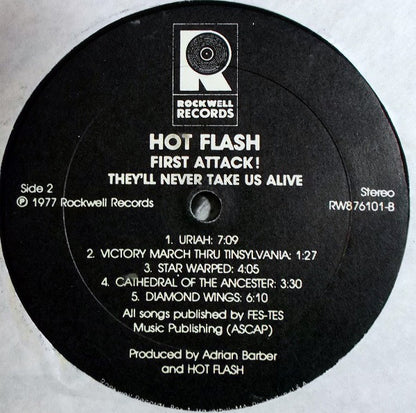 R
ROCKWELL
RECORDS
HOT FLASH
FIRST ATTACK!
THEY'LL NEVER TAKE US ALIVE
Side 2
Stereo
℗ 1977 Rockwell Records
RW876101-B
1. URIAH: 7:09
2. VICTORY MARCH THRU TINSYLVANIA: 1:27
3. STAR WARPED: 4:05
4. CATHEDRAL OF THE ANCESTER: 3:30
5. DIAMOND WINGS: 6:10
All songs published by FES-TES
Music Publishing (ASCAP)
Produced by Adrian Barber
and HOT FLASH